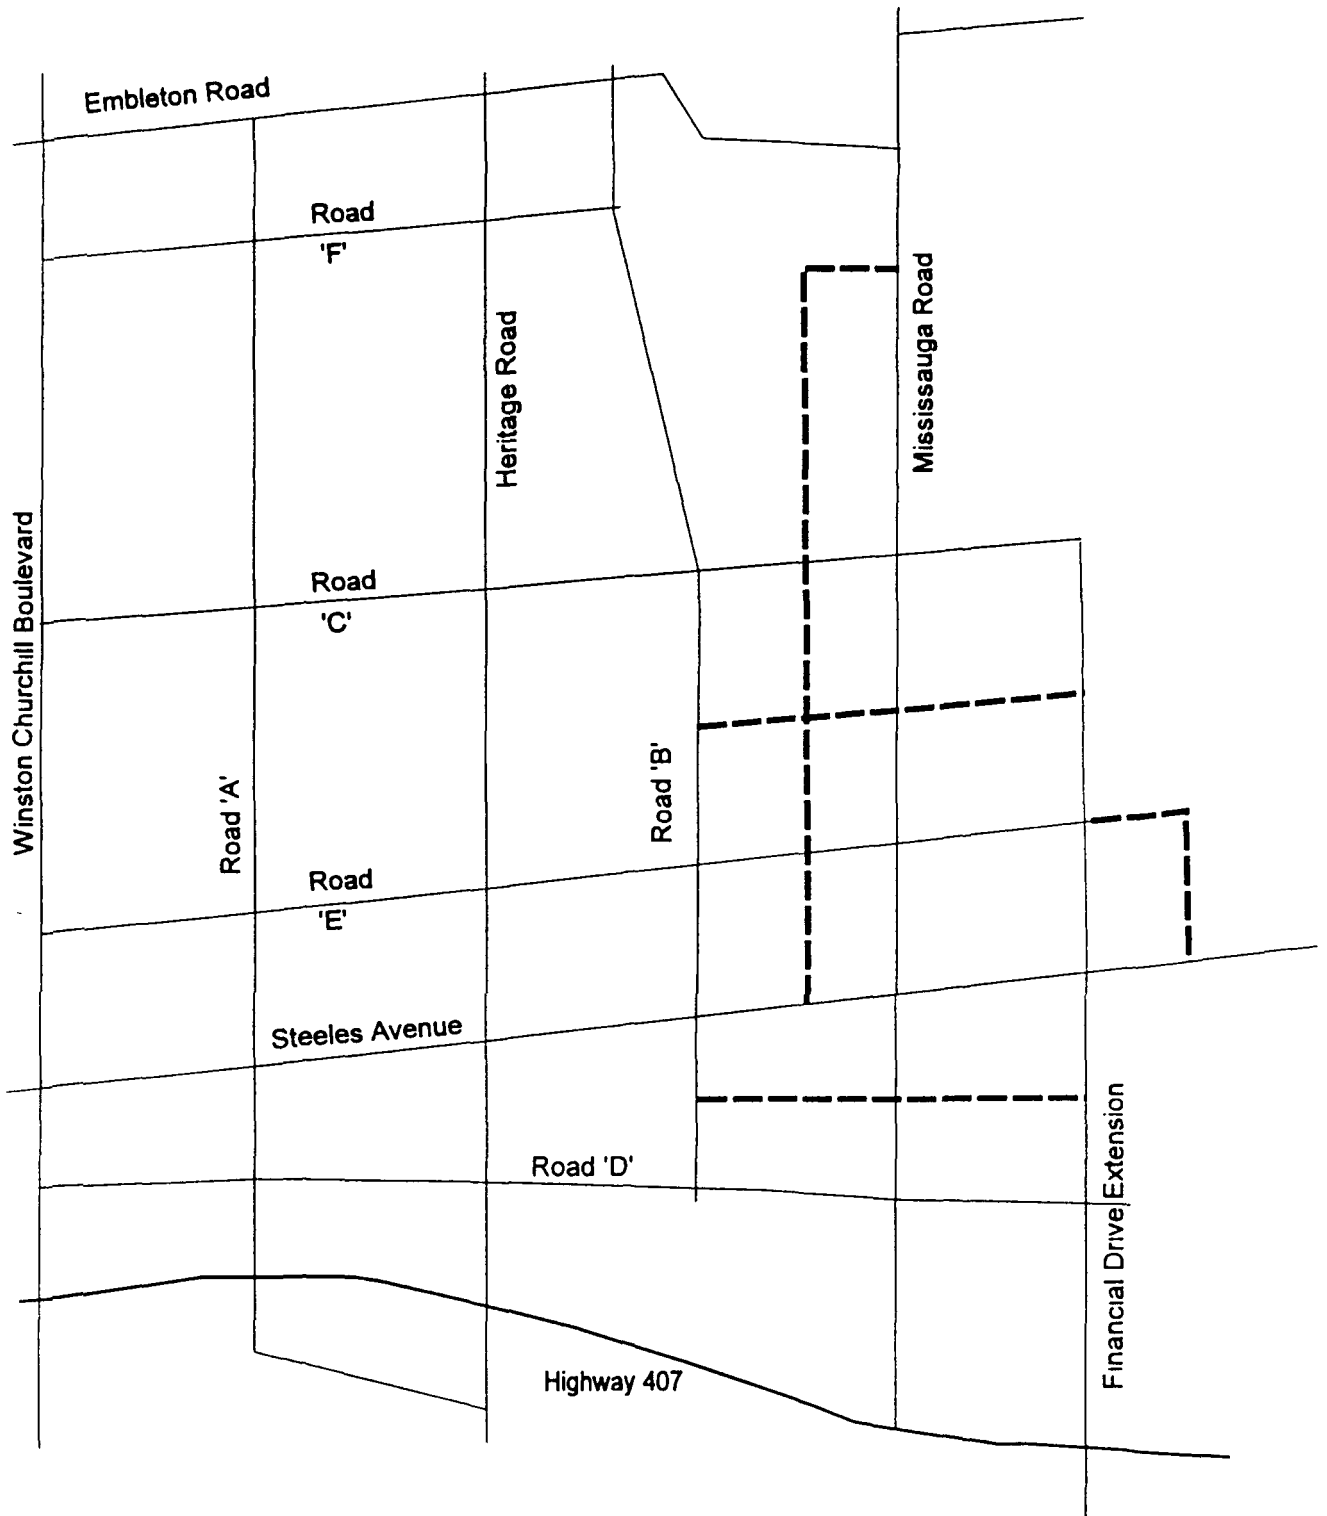 Embleton Road
Road
'F'
Mississauga Road
Heritage Road
Winston Churchill Boulevard
Road
'C'
Road 'B'
Road 'A'
Road
'E'
Steeles Avenue
Road 'D'
Financial Drive Extension
Highway 407